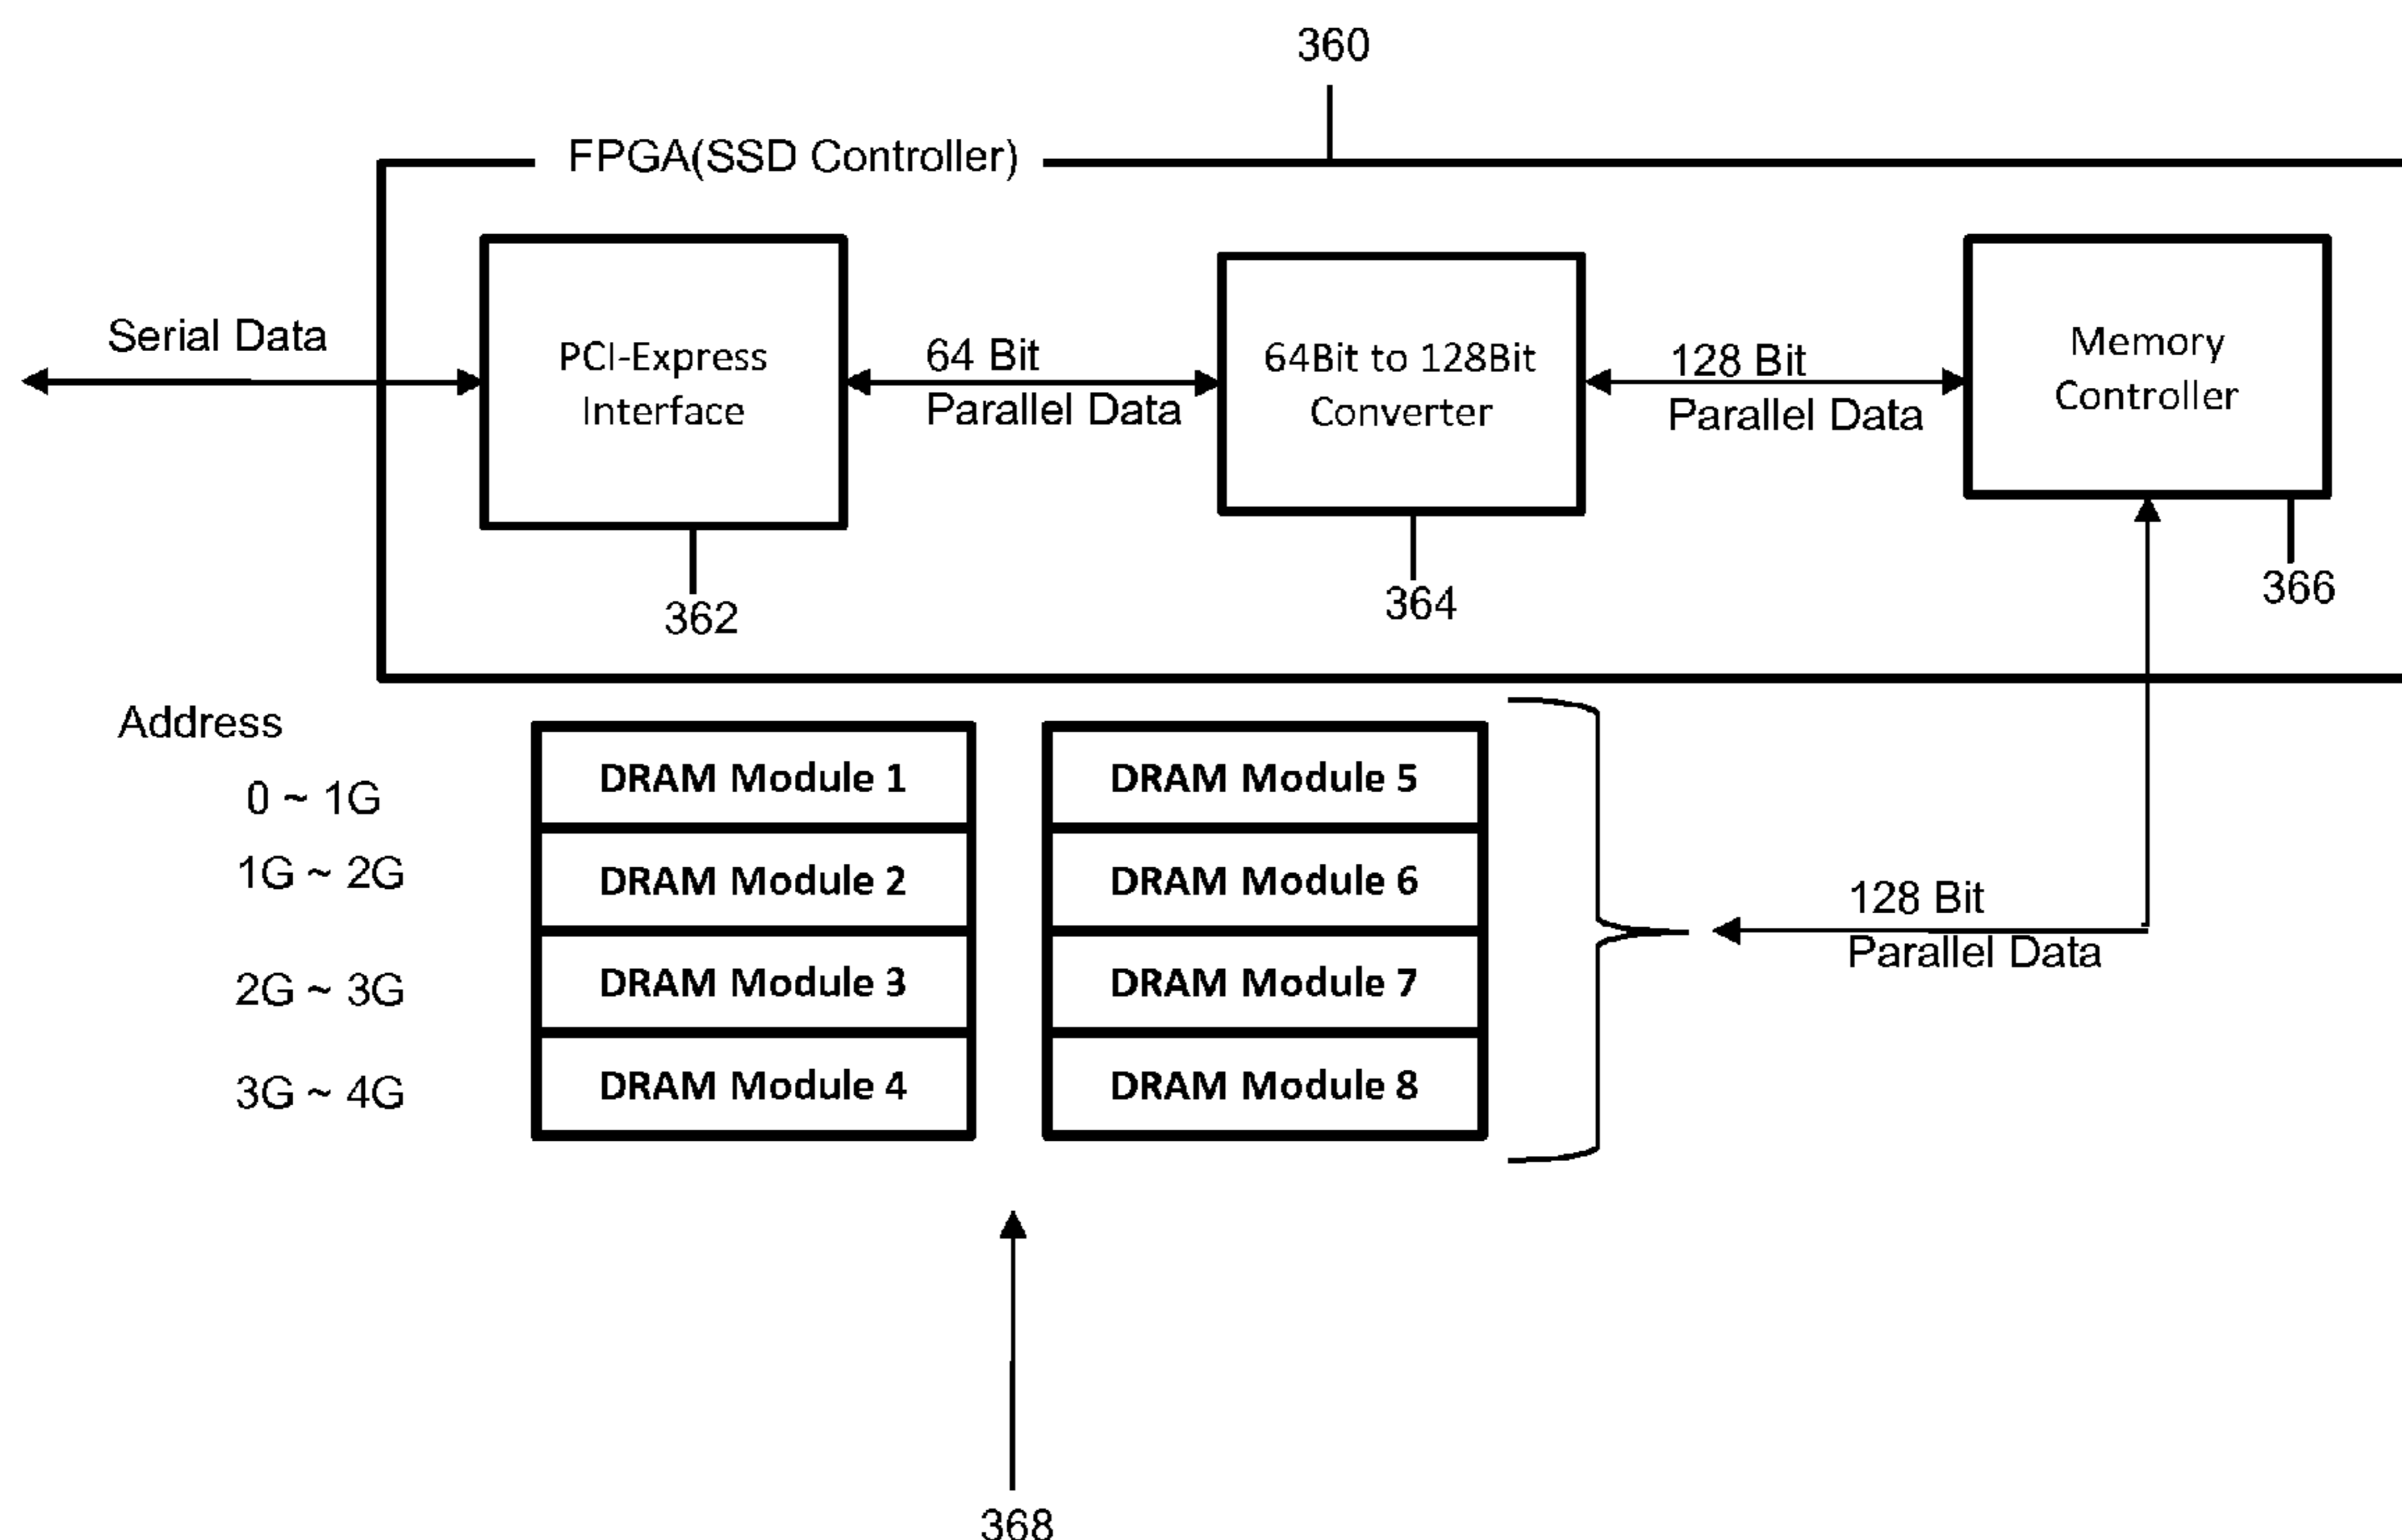 360
FPGA(SSD Controller)
Serial Data
PCI-Express
Interface
64 Bit
Parallel Data
64Bit to 128Bit
Converter
128 Bit
Parallel Data
Memory
Controller
362
364
366
Address
0 ~ 1G
1G ~ 2G
2G ~ 3G
3G ~ 4G
DRAM Module 1
DRAM Module 2
DRAM Module 3
DRAM Module 4
DRAM Module 5
DRAM Module 6
DRAM Module 7
DRAM Module 8
128 Bit
Parallel Data
368